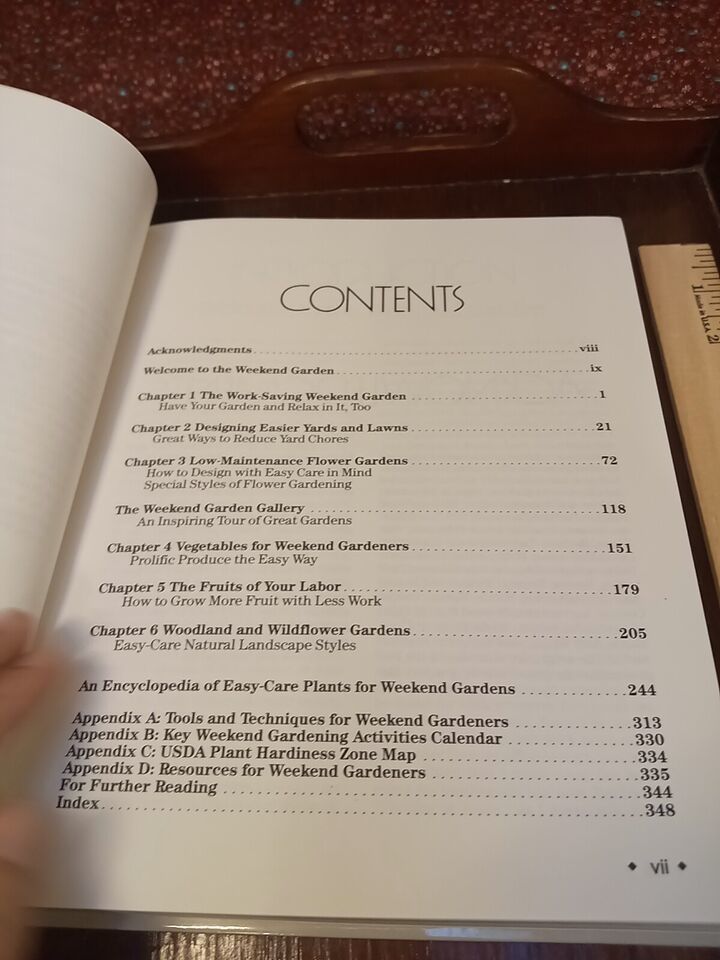 CONTENTS
Acknowledgments.......................................................viii
Welcome to the Weekend Garden.........................................ix
Chapter 1 The Work-Saving Weekend Garden..............................1
Have Your Garden and Relax in It, Too
Chapter 2 Designing Easier Yards and Lawns............................21
Great Ways to Reduce Yard Chores
Chapter 3 Low-Maintenance Flower Gardens..............................72
How to Design with Easy Care in Mind
Special Styles of Flower Gardening
The Weekend Garden Gallery............................................118
An Inspiring Tour of Great Gardens
Chapter 4 Vegetables for Weekend Gardeners............................151
Prolific Produce the Easy Way
Chapter 5 The Fruits of Your Labor....................................179
How to Grow More Fruit with Less Work
Chapter 6 Woodland and Wildflower Gardens.............................205
Easy-Care Natural Landscape Styles
An Encyclopedia of Easy-Care Plants for Weekend Gardens............244
Appendix A: Tools and Techniques for Weekend Gardeners.............313
Appendix B: Key Weekend Gardening Activities Calendar..............330
Appendix C: USDA Plant Hardiness Zone Map.............................334
Appendix D: Resources for Weekend Gardeners...........................335
For Further Reading...................................................344
Index.................................................................348
◆ vii ◆
1
Made in U.S.A.
2